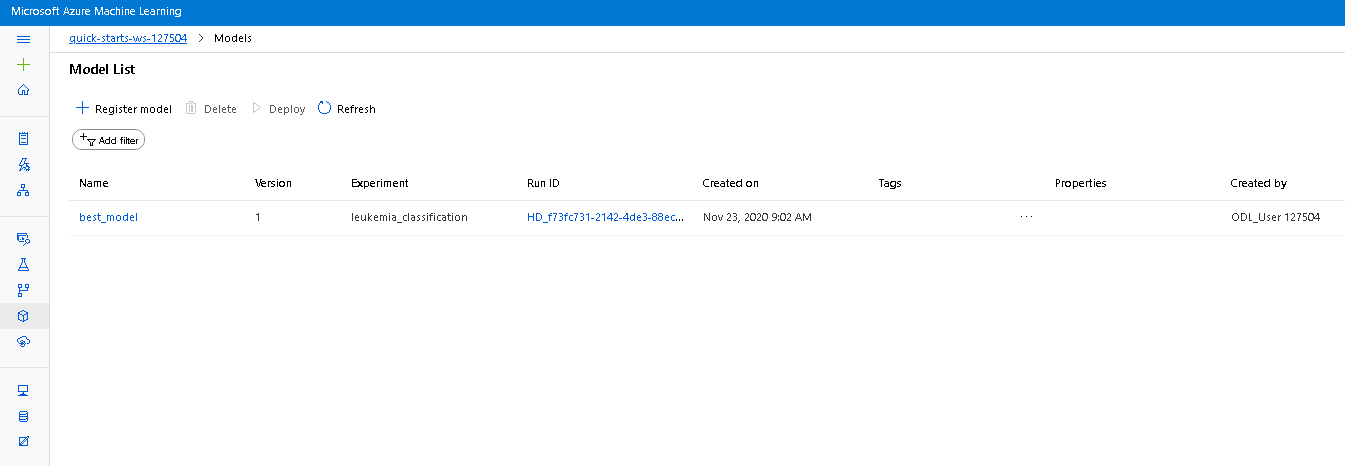 Microsoft Azure Machine Learning
quick-starts-ws-127504 > Models
Model List
Register model Delete Deploy Refresh
Add filter
Name Version Experiment Run ID Created on Tags Properties Created by
best_model 1 leukemia_classification HD_f73fc731-2142-4de3-88ec... Nov 23, 2020 9:02 AM ... ODL_User 127504